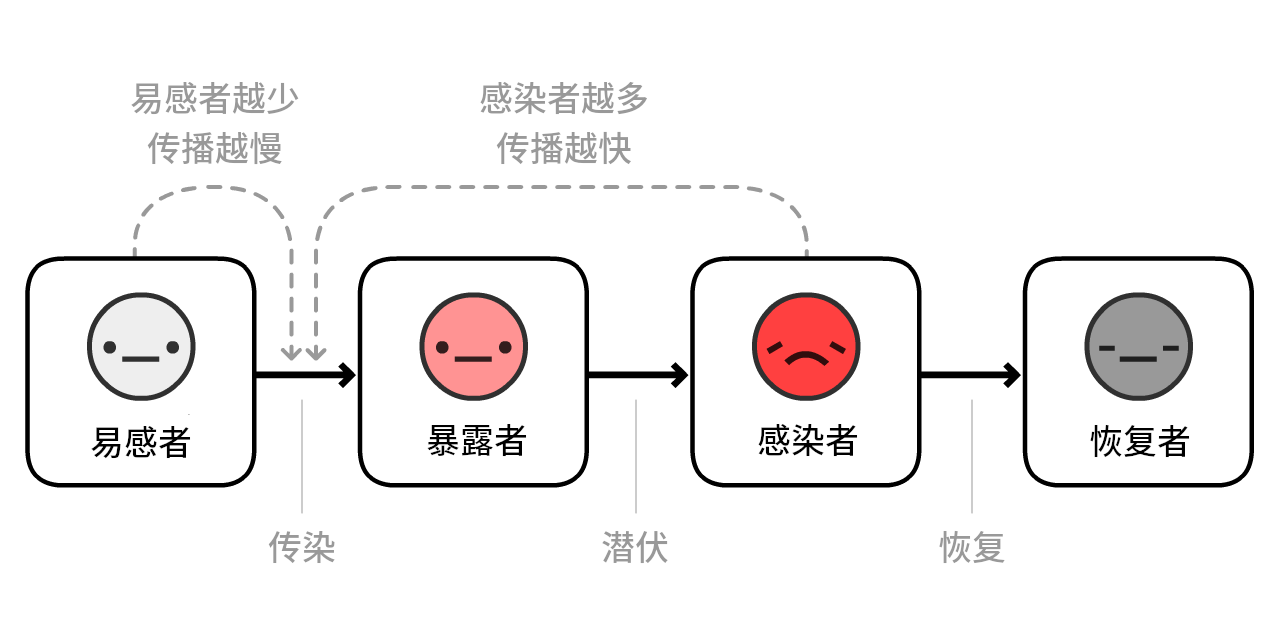 易感者越少
传播越慢
感染者越多
传播越快
易感者
暴露者
感染者
恢复者
传染
潜伏
恢复